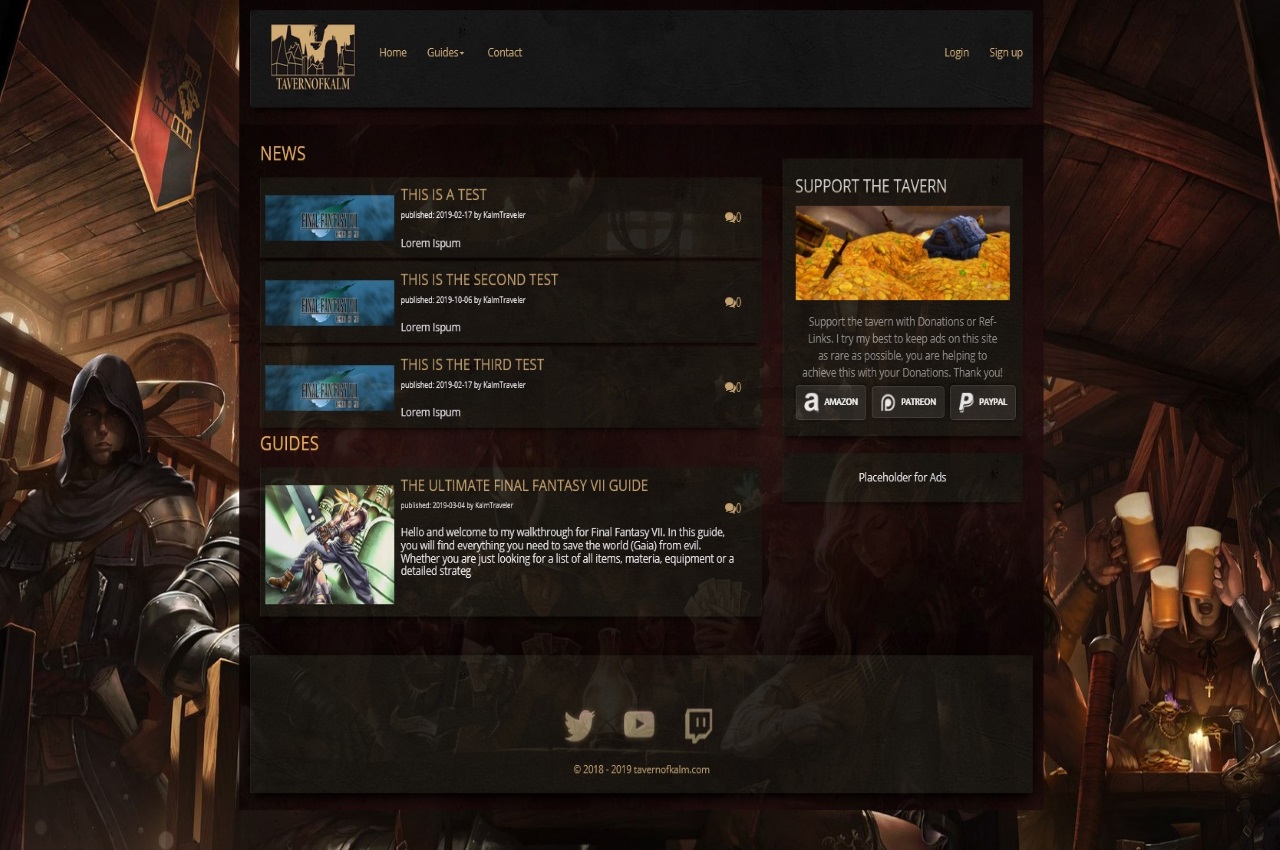 TAVERNOFKALM
Home Guides Contact Login Sign up
NEWS
THIS IS A TEST
published: 2019-02-17 by KalmTraveler
0
Lorem Ispum
THIS IS THE SECOND TEST
published: 2019-10-06 by KalmTraveler
0
Lorem Ispum
THIS IS THE THIRD TEST
published: 2019-02-17 by KalmTraveler
0
Lorem Ispum
GUIDES
THE ULTIMATE FINAL FANTASY VII GUIDE
published: 2019-03-04 by KalmTraveler
0
Hello and welcome to my walkthrough for Final Fantasy VII. In this guide,
you will find everything you need to save the world (Gaia) from evil.
Whether you are just looking for a list of all items, materia, equipment or a
detailed strateg
SUPPORT THE TAVERN
Support the tavern with Donations or Ref-
Links. I try my best to keep ads on this site
as rare as possible, you are helping to
achieve this with your Donations. Thank you!
AMAZON PATREON PAYPAL
Placeholder for Ads
© 2018 - 2019 tavernofkalm.com